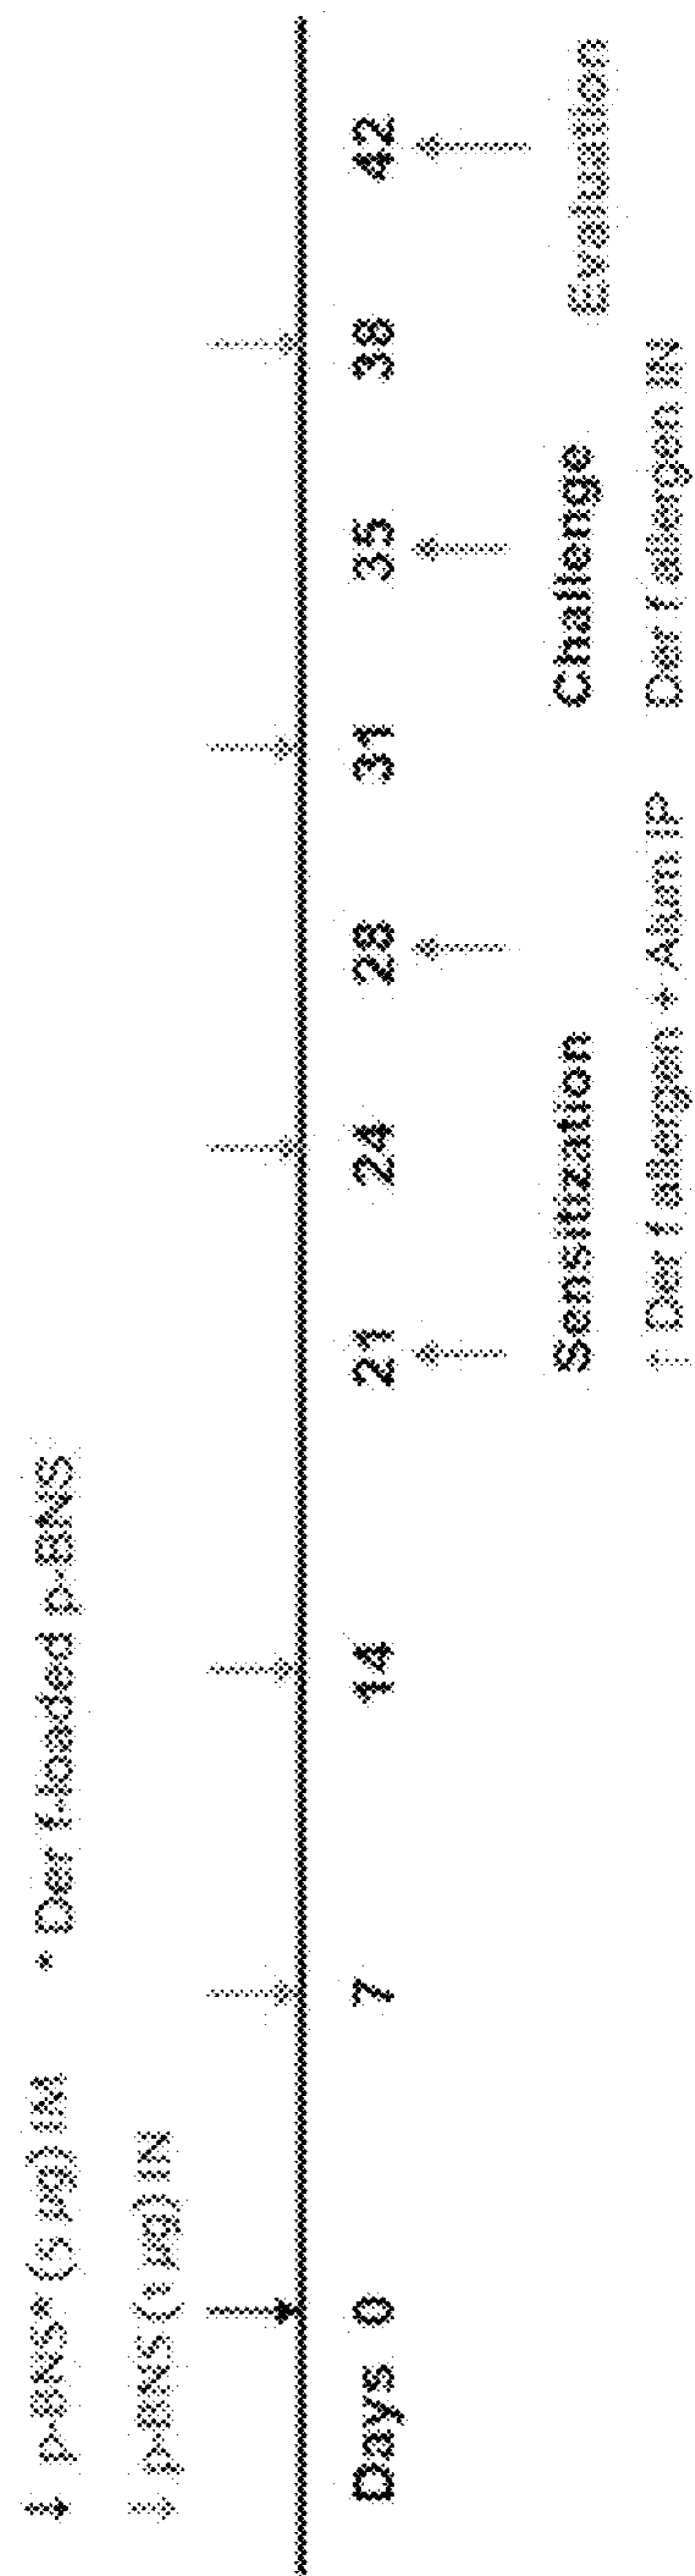 ↓ p-BNS* (5 µg) IM * Der f-loaded p-BNS
↓ p-BNS (1 µg) IN
Days 0 7 14 21 24 28 31 35 38 42
Sensitization Challenge Evaluation
↑ Der f allergen + Alum IP Der f allergen IN